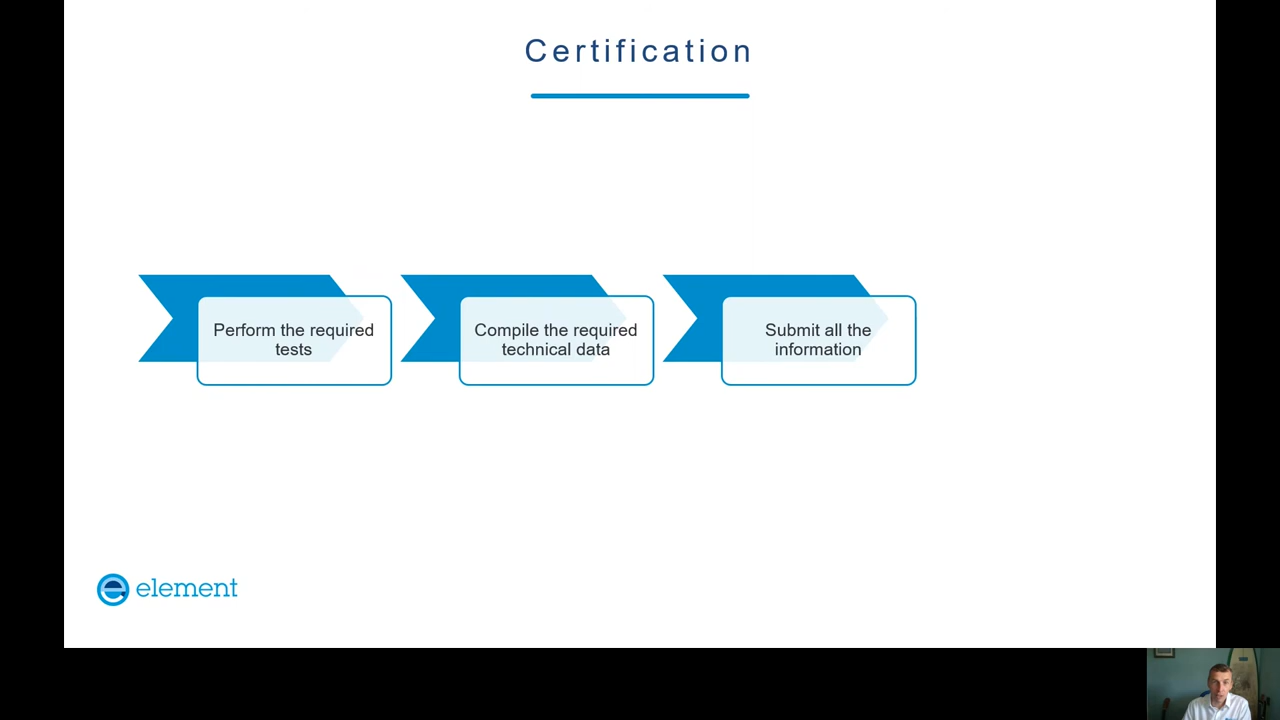 Certification
Perform the required
tests
Compile the required
technical data
Submit all the
information
element